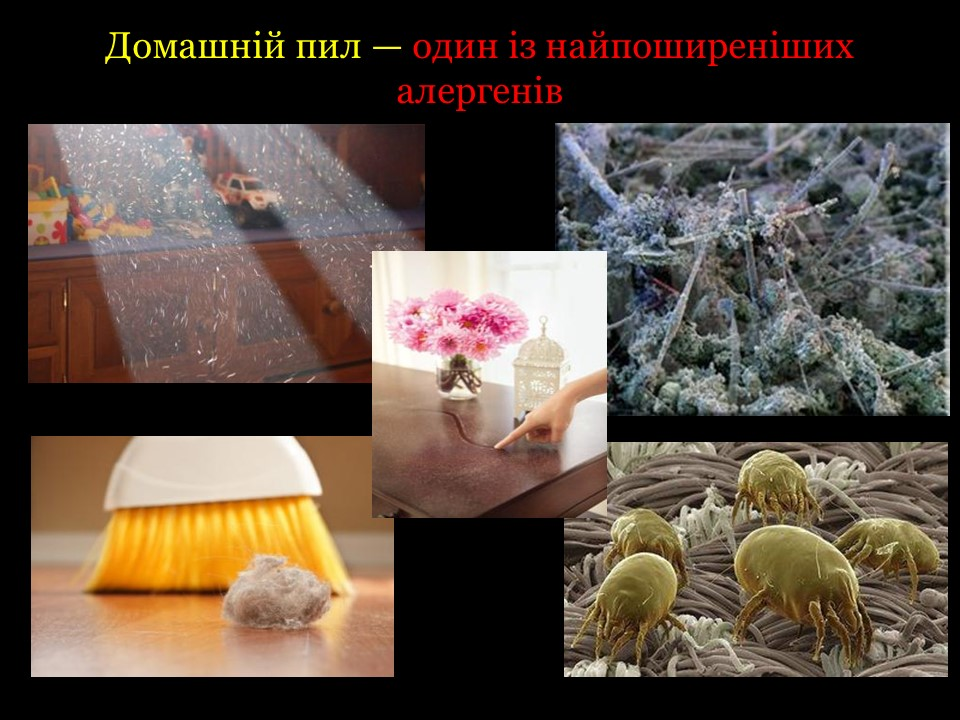 Домашній пил — один із найпоширеніших
алергенів